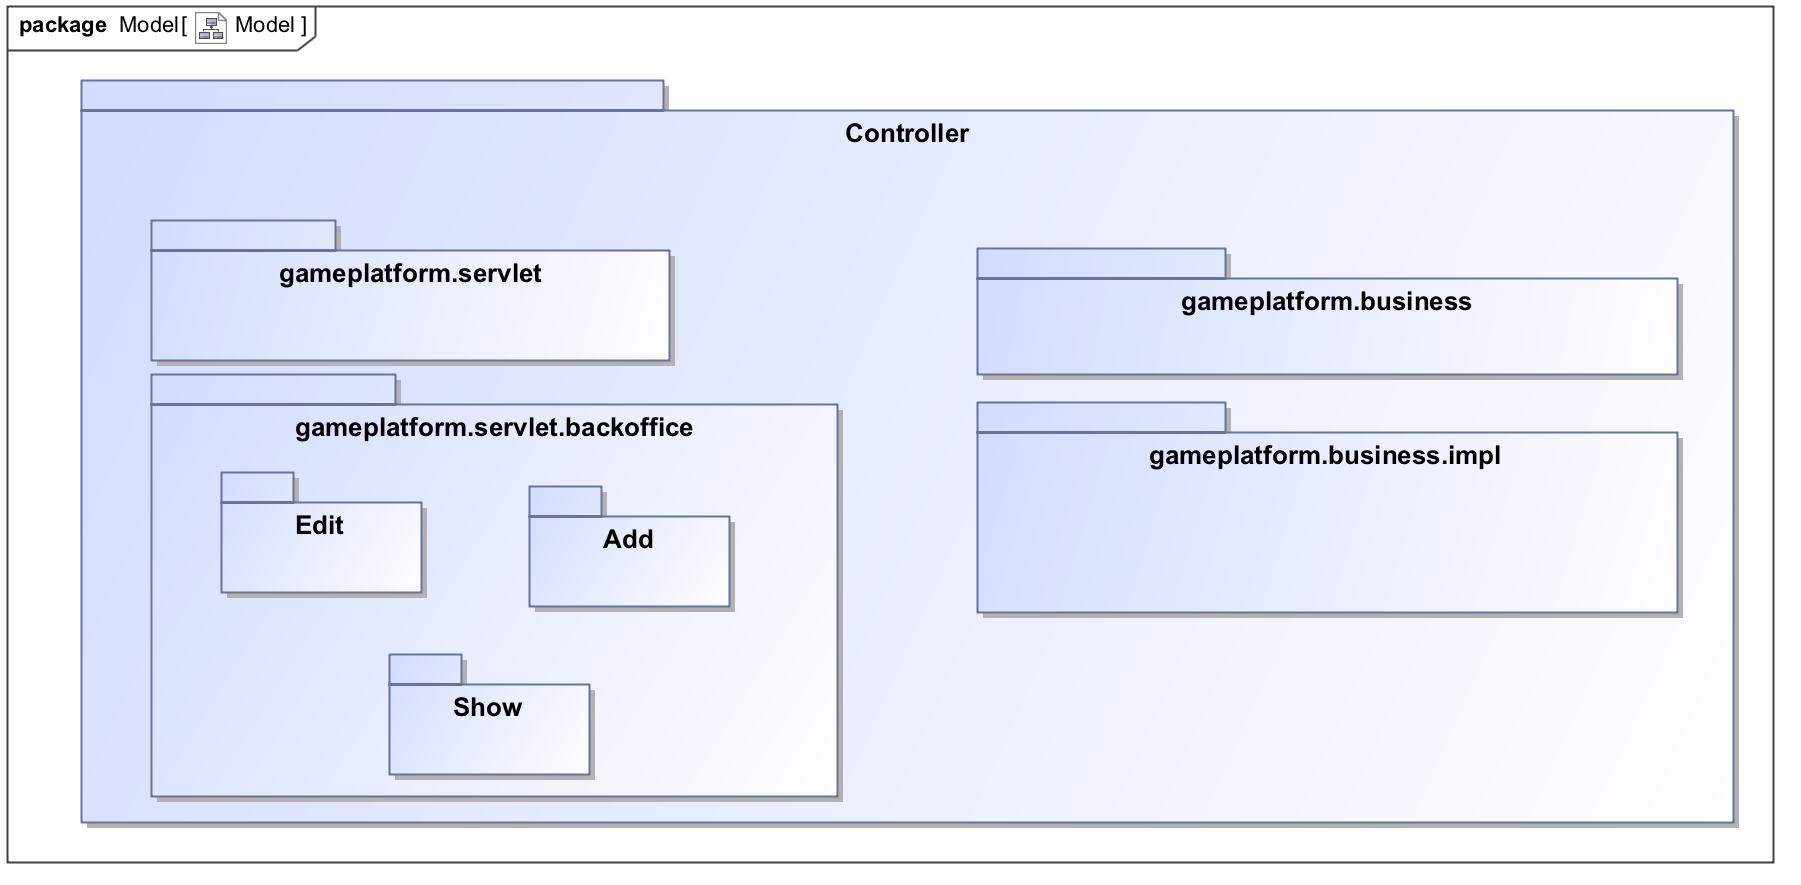 package Model[ Model ]
Controller
gameplatform.servlet
gameplatform.business
gameplatform.servlet.backoffice
gameplatform.business.impl
Edit
Add
Show